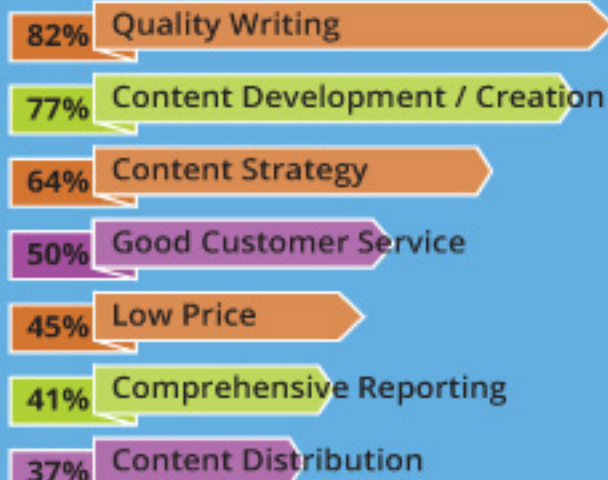 82% Quality Writing
77% Content Development / Creation
64% Content Strategy
50% Good Customer Service
45% Low Price
41% Comprehensive Reporting
37% Content Distribution